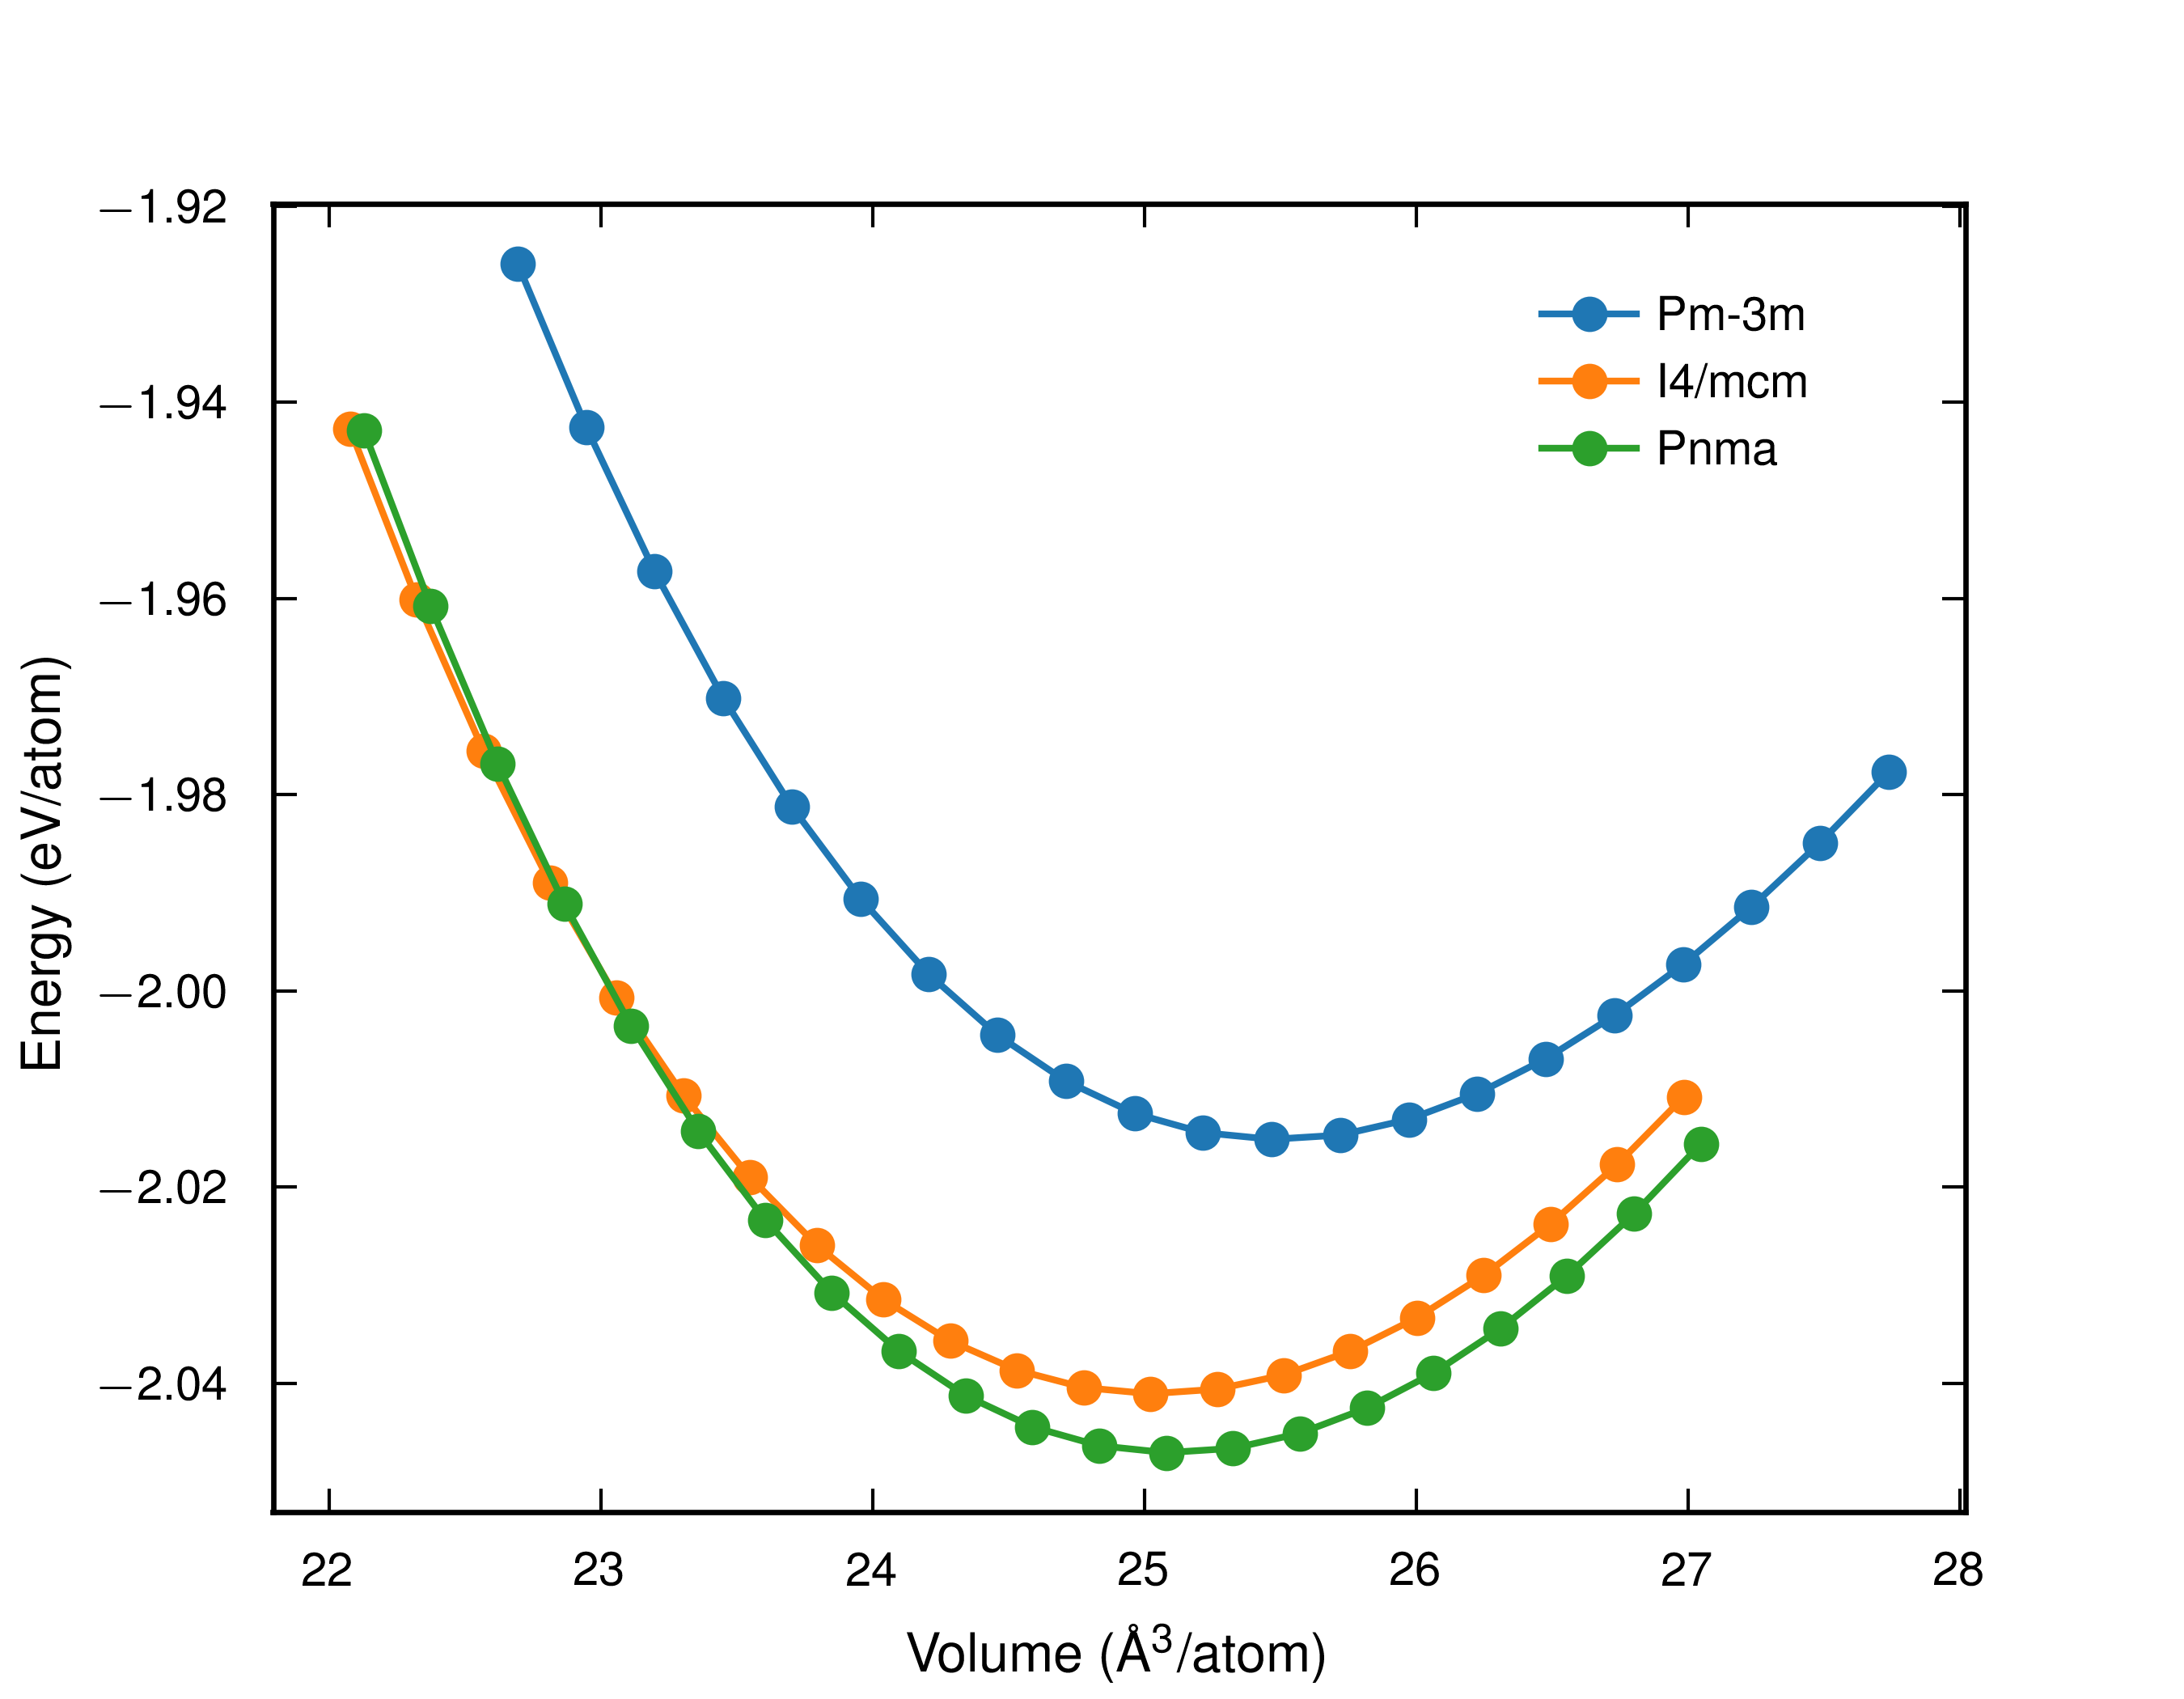 −1.92
−1.94
−1.96
−1.98
−2.00
−2.02
−2.04
Energy (eV/atom)
Pm-3m
I4/mcm
Pnma
22 23 24 25 26 27 28
Volume (Å³/atom)